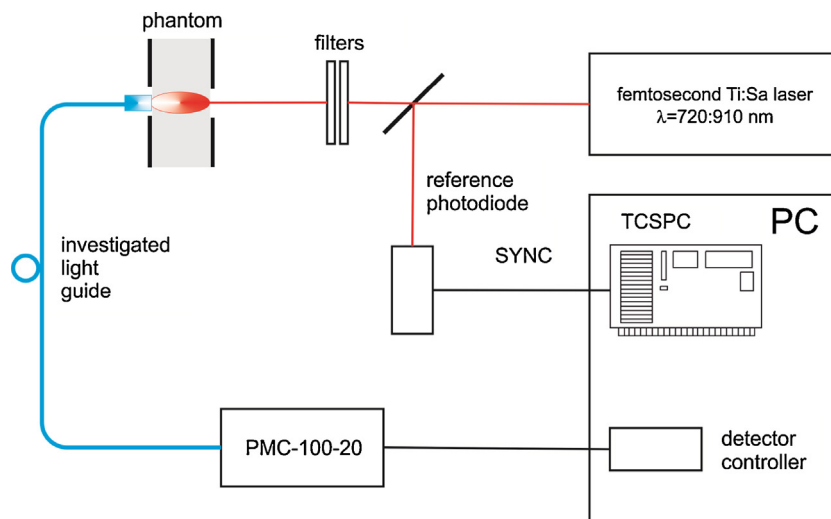 phantom
filters
femtosecond Ti:Sa laser
λ=720:910 nm
reference
photodiode
TCSPC
PC
SYNC
investigated
light
guide
PMC-100-20
detector
controller